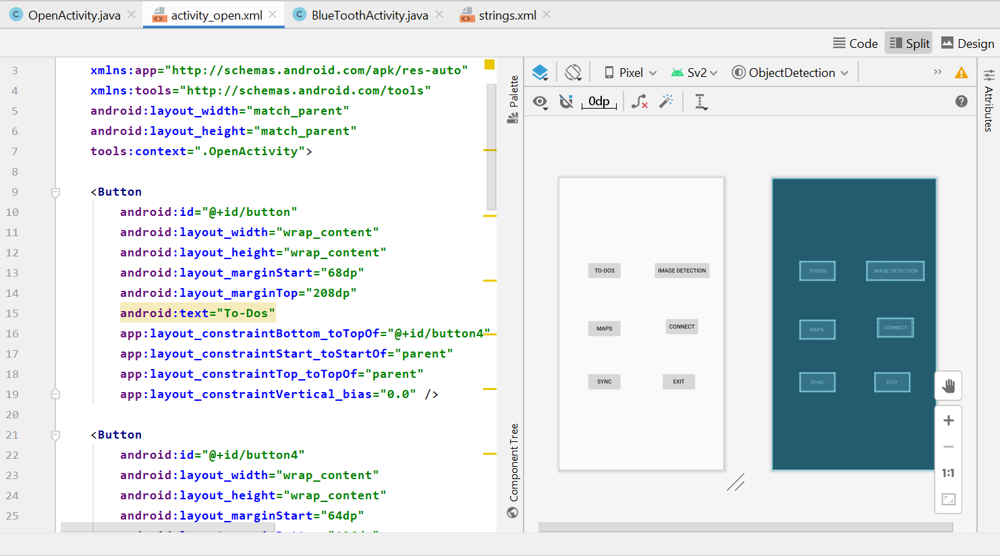 OpenActivity.java
activity_open.xml
BlueToothActivity.java
strings.xml
Code
Split
Design
3 xmlns:app="http://schemas.android.com/apk/res-auto"
4 xmlns:tools="http://schemas.android.com/tools"
5 android:layout_width="match_parent"
6 android:layout_height="match_parent"
7 tools:context=".OpenActivity">
8
9 <Button
10 android:id="@+id/button"
11 android:layout_width="wrap_content"
12 android:layout_height="wrap_content"
13 android:layout_marginStart="68dp"
14 android:layout_marginTop="208dp"
15 android:text="To-Dos"
16 app:layout_constraintBottom_toTopOf="@+id/button4"
17 app:layout_constraintStart_toStartOf="parent"
18 app:layout_constraintTop_toTopOf="parent"
19 app:layout_constraintVertical_bias="0.0" />
20
21 <Button
22 android:id="@+id/button4"
23 android:layout_width="wrap_content"
24 android:layout_height="wrap_content"
25 android:layout_marginStart="64dp"
Palette
Component Tree
Pixel
Sv2
ObjectDetection
0dp
Attributes
TO-DOS IMAGE DETECTION
MAPS CONNECT
SYNC EXIT
TO-DOS IMAGE DETECTION
MAPS CONNECT
SYNC EXIT
1:1